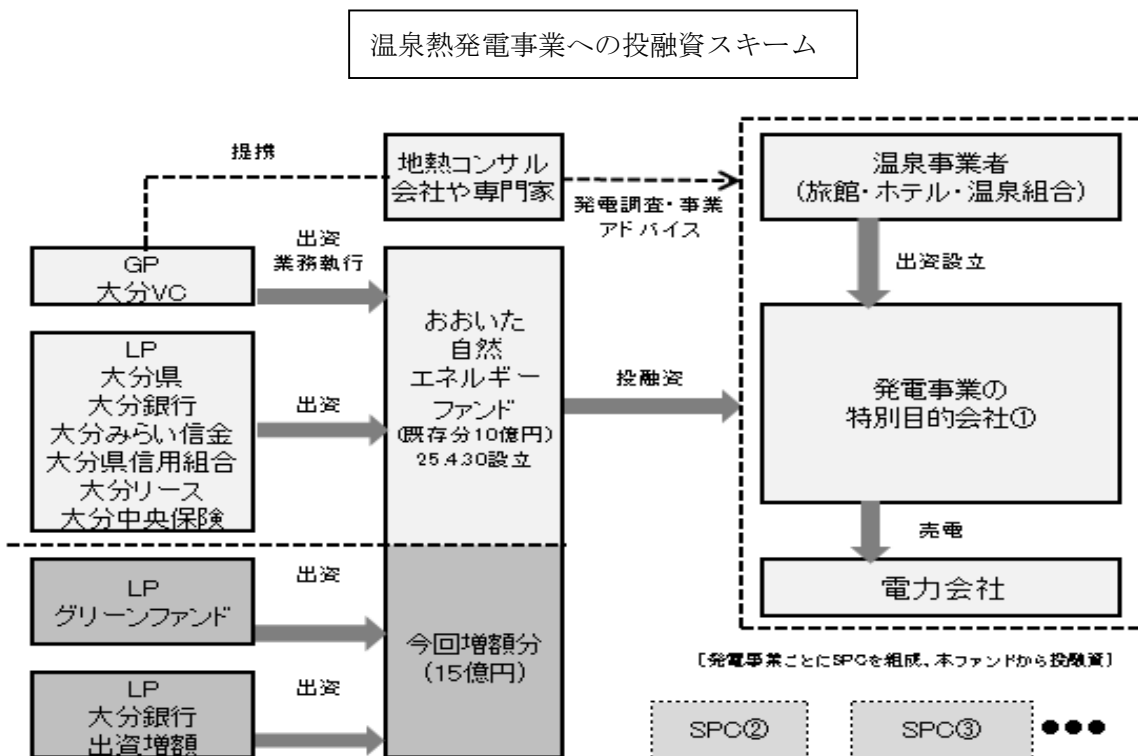 温泉熱発電事業への投融資スキーム
提携
地熱コンサル
会社や専門家
発電調査・事業
アドバイス
温泉事業者
(旅館・ホテル・温泉組合)
出資設立
GP
大分VC
出資
業務執行
LP
大分県
大分銀行
大分みらい信金
大分県信用組合
大分リース
大分中央保険
出資
おおいた
自然
エネルギー
ファンド
(既存分10億円)
25.4.30設立
投融資
発電事業の
特別目的会社①
売電
電力会社
LP
グリーンファンド
出資
今回増額分
(15億円)
LP
大分銀行
出資増額
出資
[発電事業ごとにSPCを組成、本ファンドから投融資]
SPC②
SPC③
●●●